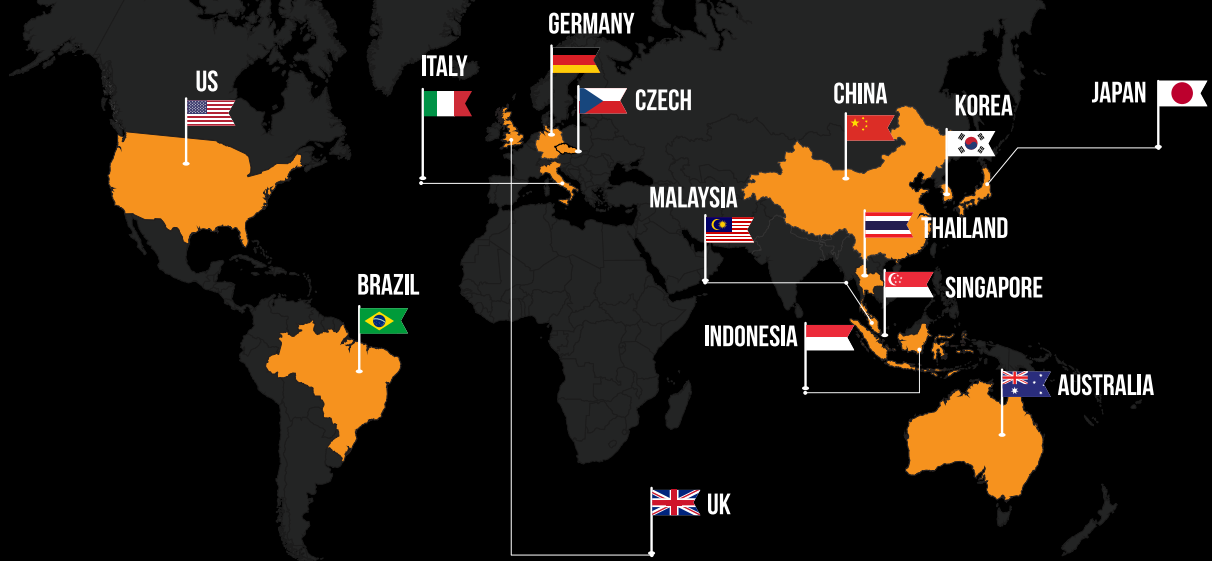 GERMANY
ITALY
US
CZECH
CHINA
JAPAN
KOREA
MALAYSIA
THAILAND
BRAZIL
SINGAPORE
INDONESIA
AUSTRALIA
UK